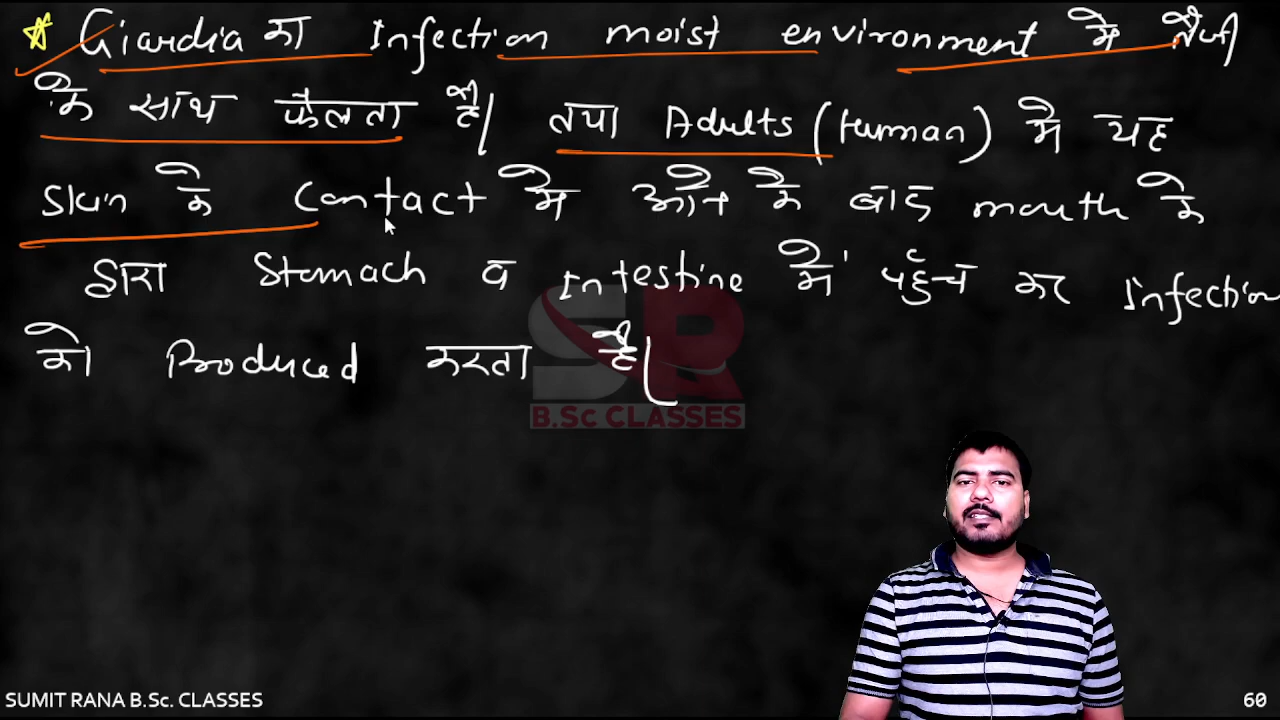 Giardia का Infection moist environment में तेजी
के साथ फैलता है। तथा Adults (Human) में यह
Skin के Contact में आने के बाद mouth के
द्वारा Stomach व Intestine में पहुँच कर Infection
को Produced करता है।
SR
B.Sc CLASSES
SUMIT RANA B.Sc. CLASSES
60